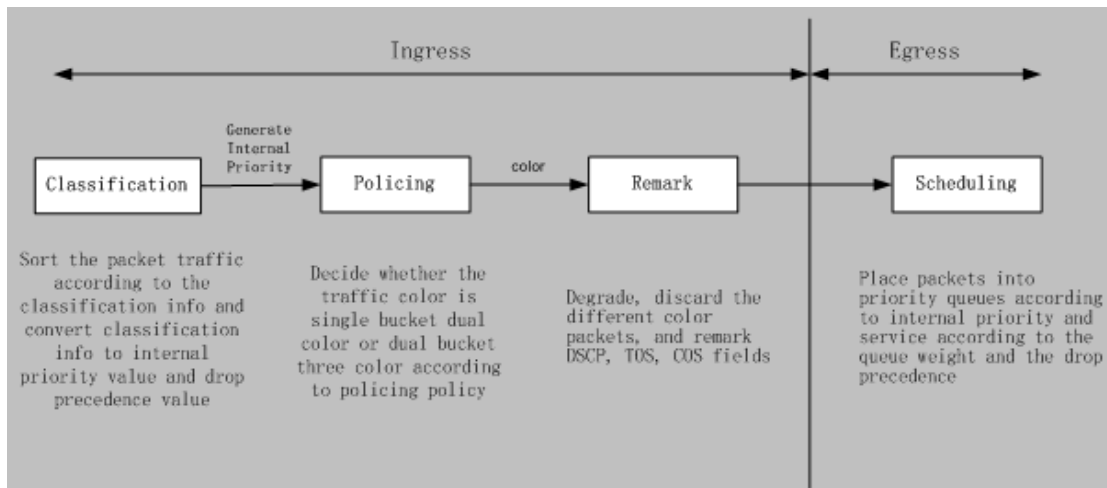 Ingress
Egress
Generate
Internal
Priority
color
Classification
Policing
Remark
Scheduling
Sort the packet traffic
according to the
classification info and
convert classification
info to internal
priority value and drop
precedence value
Decide whether the
traffic color is
single bucket dual
color or dual bucket
three color according
to policing policy
Degrade, discard the
different color
packets, and remark
DSCP, TOS, COS fields
Place packets into
priority queues according
to internal priority and
service according to the
queue weight and the drop
precedence